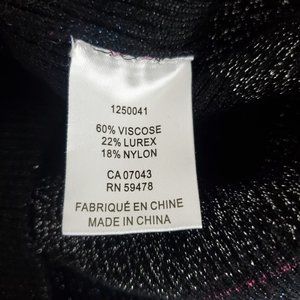 1250041
60% VISCOSE
22% LUREX
18% NYLON
CA 07043
RN 59478
FABRIQUÉ EN CHINE
MADE IN CHINA